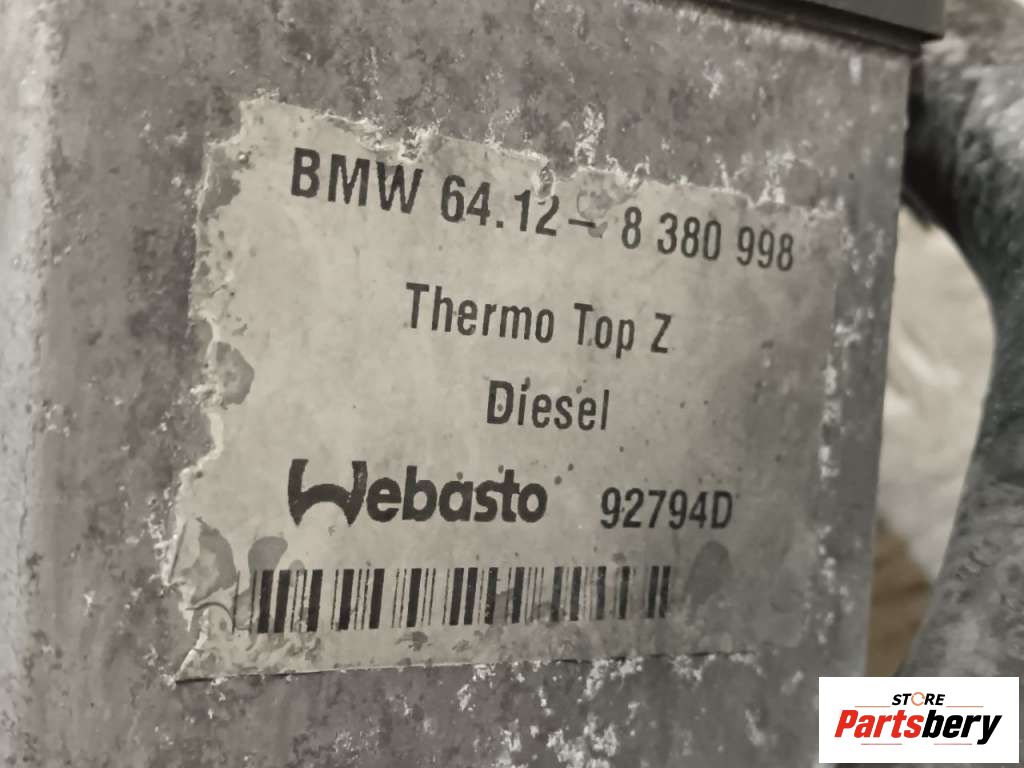 BMW 64.12- 8 380 998
Thermo Top Z
Diesel
Webasto 92794D
STORE
Partsbery